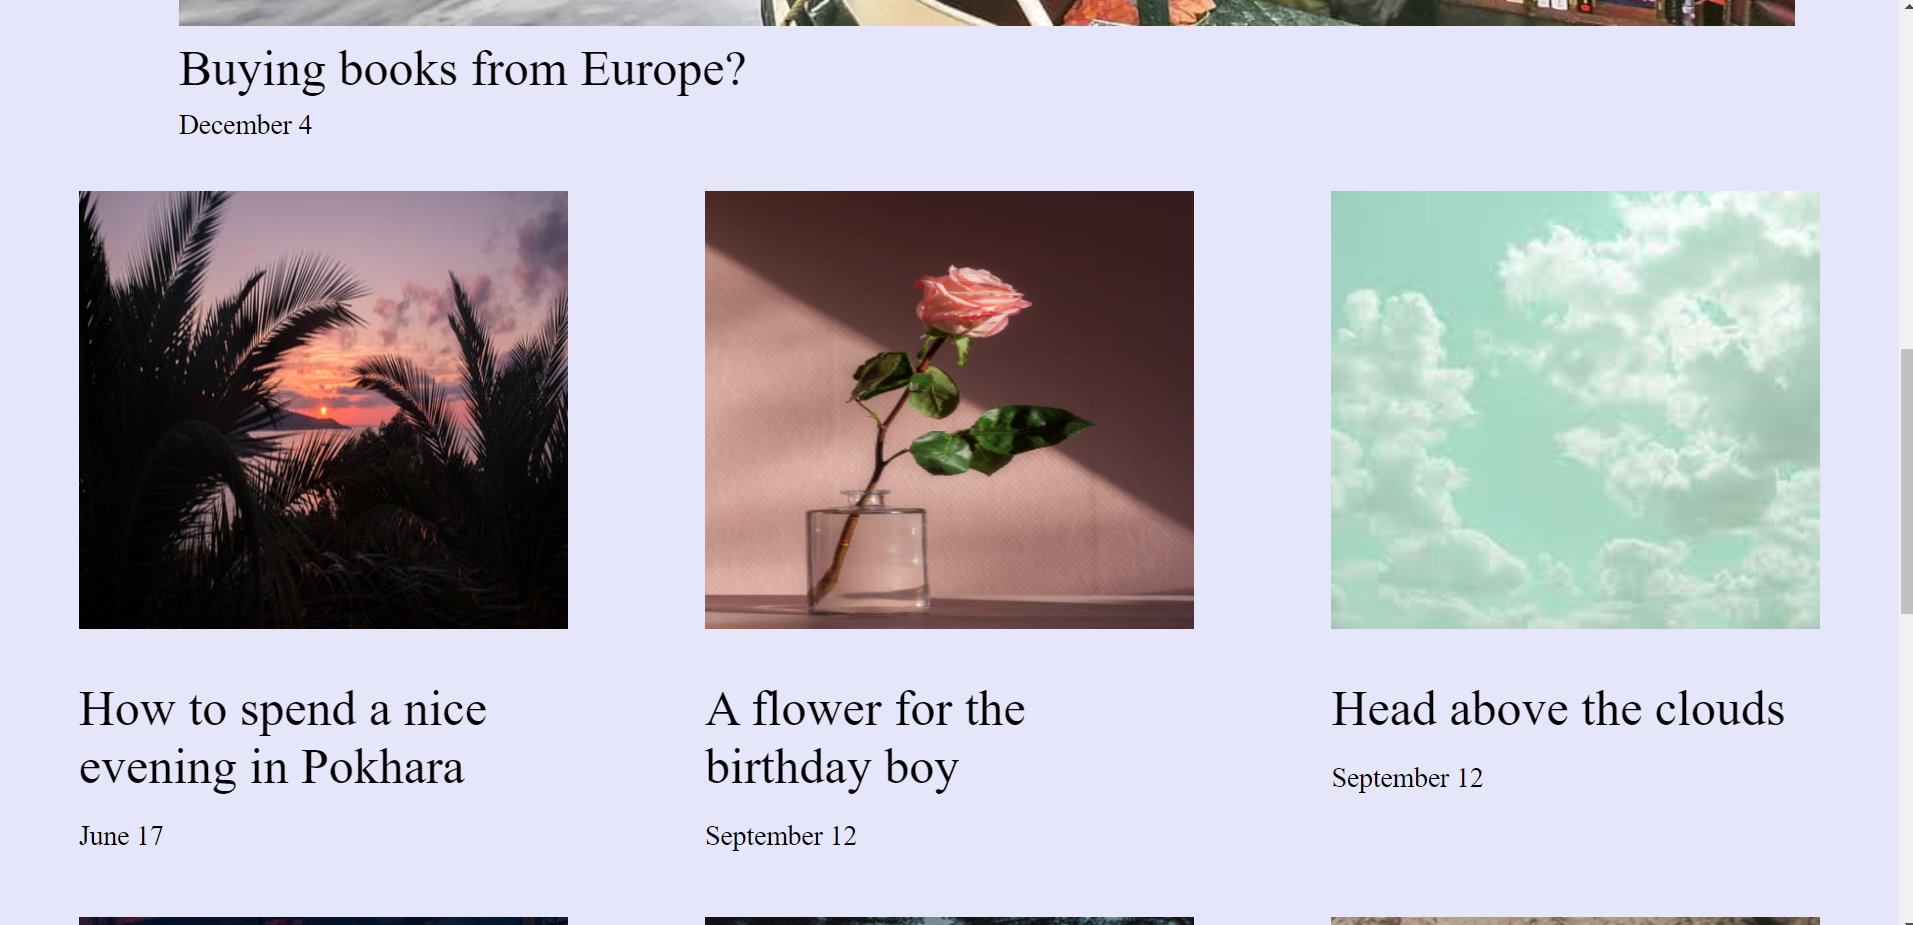 Buying books from Europe?
December 4
How to spend a nice
evening in Pokhara
June 17
A flower for the
birthday boy
September 12
Head above the clouds
September 12